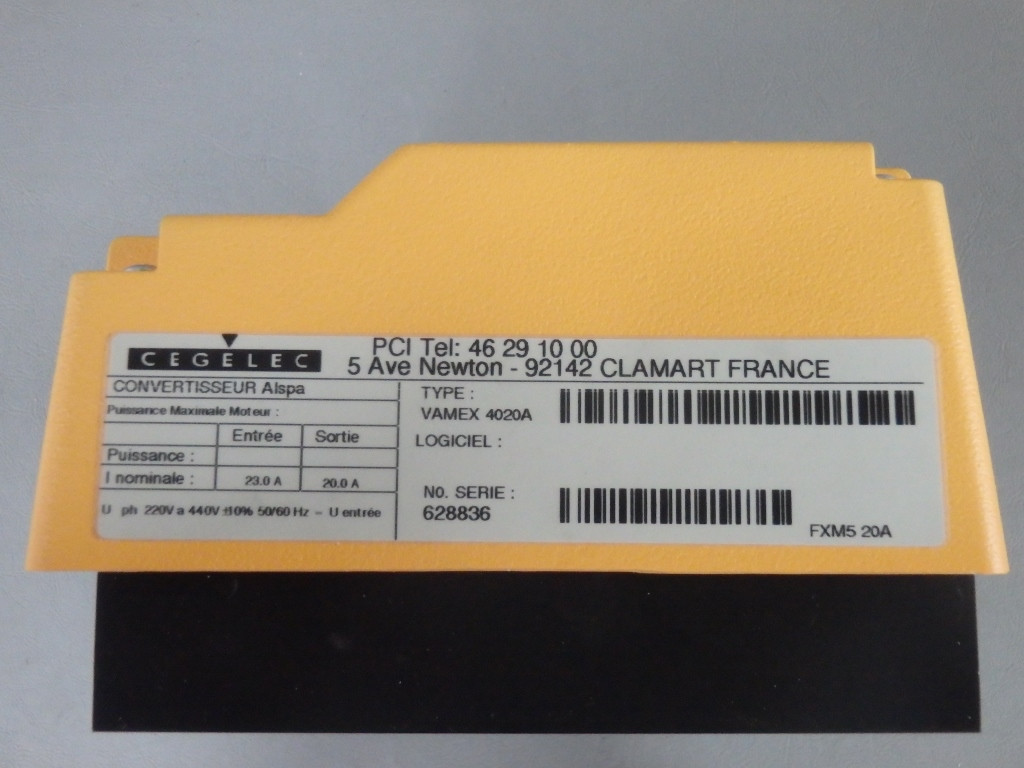 CEGELEC
PCI Tel: 46 29 10 00
5 Ave Newton - 92142 CLAMART FRANCE
CONVERTISSEUR Alspa
Puissance Maximale Moteur :
Entrée Sortie
Puissance :
I nominale : 23.0 A 20.0 A
U ph 220V a 440V ±10% 50/60 Hz - U entrée
TYPE :
VAMEX 4020A
LOGICIEL :
NO. SERIE :
628836
FXM5 20A